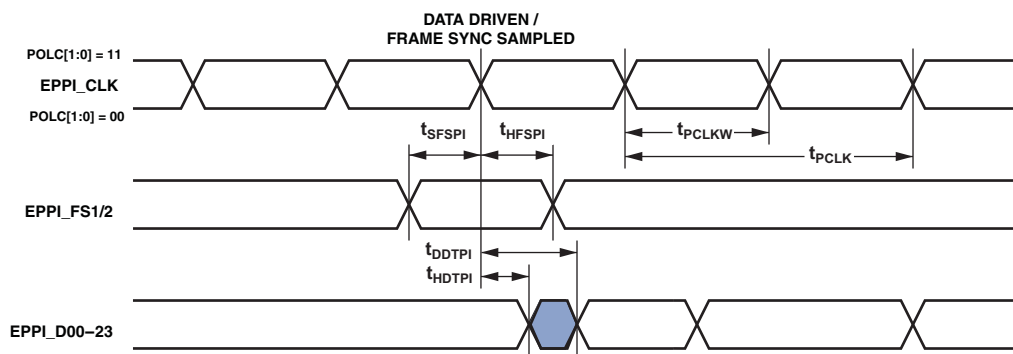 DATA DRIVEN /
FRAME SYNC SAMPLED
POLC[1:0] = 11
EPPI_CLK
POLC[1:0] = 00
tSFSPI
tHFSPI
tPCLKW
tPCLK
EPPI_FS1/2
tDDTPI
tHDTPI
EPPI_D00–23